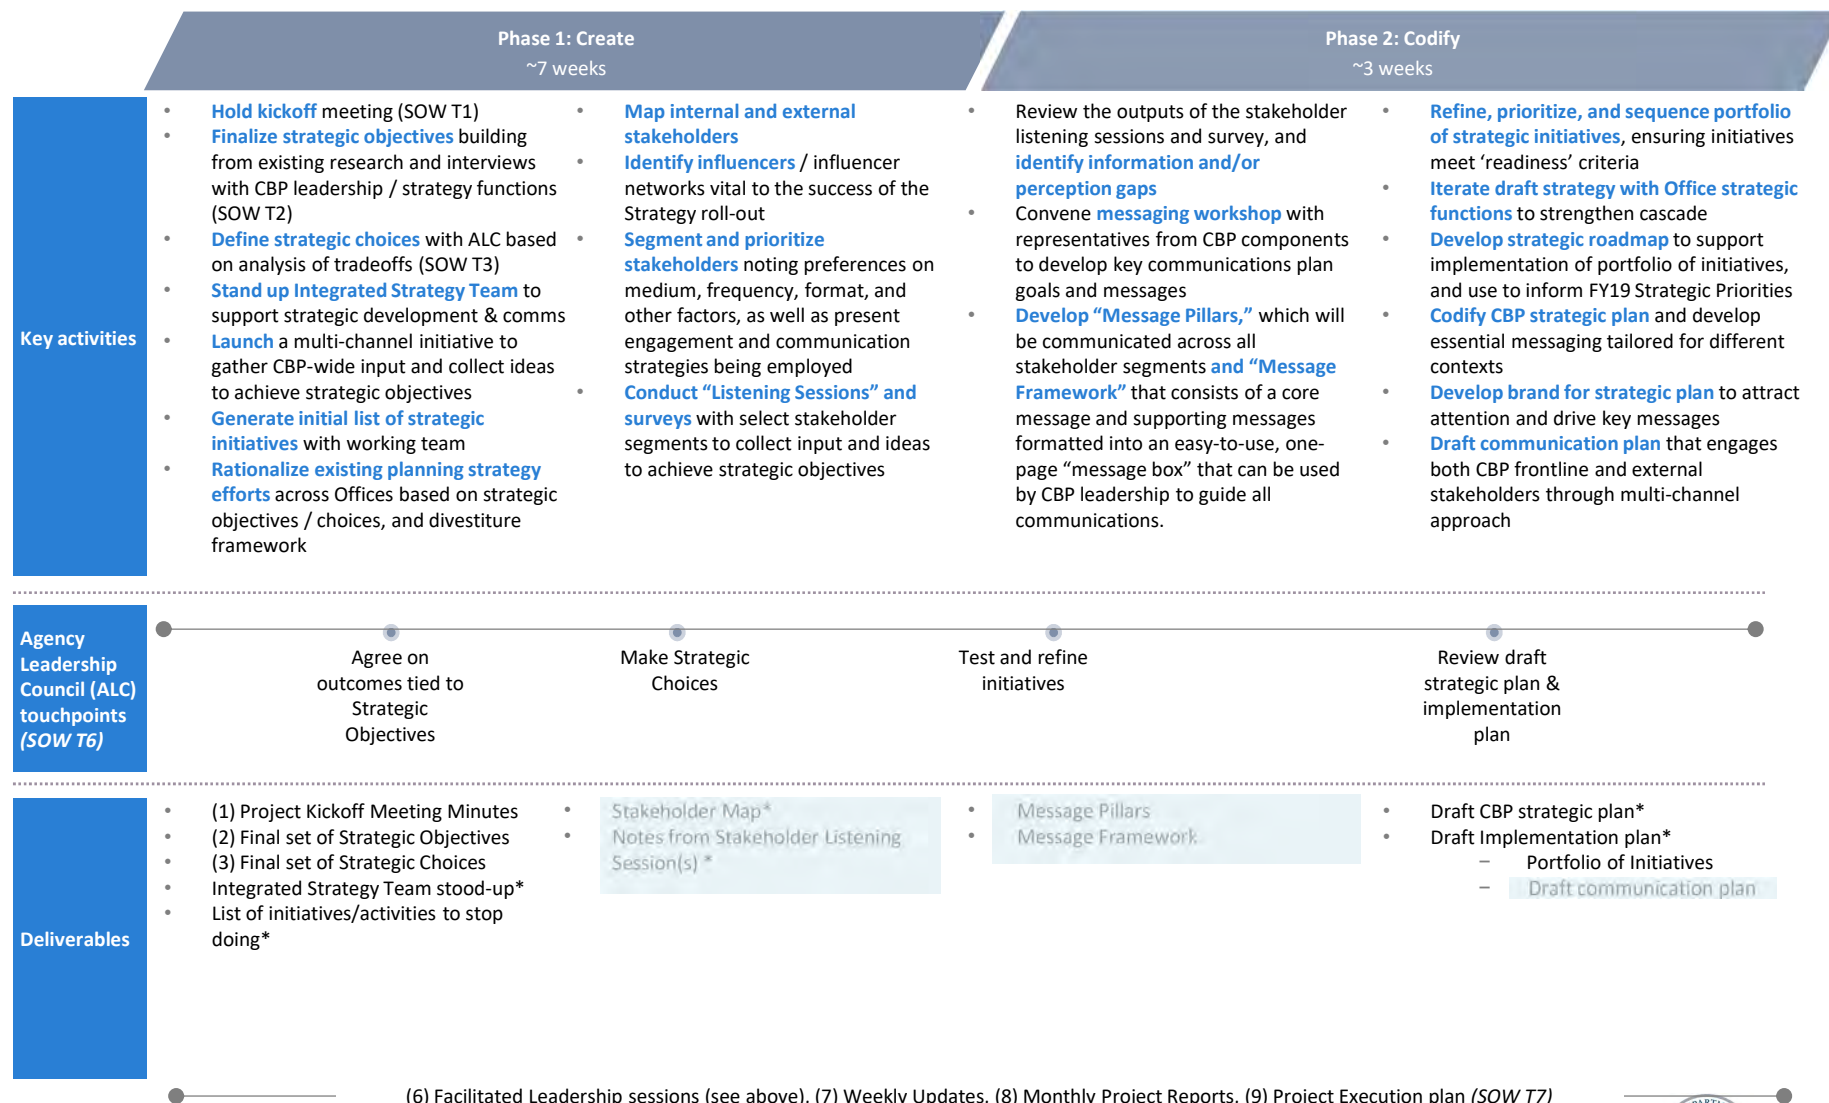 Phase 1: Create
~7 weeks
Phase 2: Codify
~3 weeks
Key activities
• Hold kickoff meeting (SOW T1)
• Finalize strategic objectives building
from existing research and interviews
with CBP leadership / strategy functions
(SOW T2)
• Define strategic choices with ALC based
on analysis of tradeoffs (SOW T3)
• Stand up Integrated Strategy Team to
support strategic development & comms
• Launch a multi-channel initiative to
gather CBP-wide input and collect ideas
to achieve strategic objectives
• Generate initial list of strategic
initiatives with working team
• Rationalize existing planning strategy
efforts across Offices based on strategic
objectives / choices, and divestiture
framework
• Map internal and external
stakeholders
• Identify influencers / influencer
networks vital to the success of the
Strategy roll-out
• Segment and prioritize
stakeholders noting preferences on
medium, frequency, format, and
other factors, as well as present
engagement and communication
strategies being employed
• Conduct “Listening Sessions” and
surveys with select stakeholder
segments to collect input and ideas
to achieve strategic objectives
• Review the outputs of the stakeholder
listening sessions and survey, and
identify information and/or
perception gaps
• Convene messaging workshop with
representatives from CBP components
to develop key communications plan
goals and messages
• Develop “Message Pillars,” which will
be communicated across all
stakeholder segments and “Message
Framework” that consists of a core
message and supporting messages
formatted into an easy-to-use, one-
page “message box” that can be used
by CBP leadership to guide all
communications.
• Refine, prioritize, and sequence portfolio
of strategic initiatives, ensuring initiatives
meet ‘readiness’ criteria
• Iterate draft strategy with Office strategic
functions to strengthen cascade
• Develop strategic roadmap to support
implementation of portfolio of initiatives,
and use to inform FY19 Strategic Priorities
• Codify CBP strategic plan and develop
essential messaging tailored for different
contexts
• Develop brand for strategic plan to attract
attention and drive key messages
• Draft communication plan that engages
both CBP frontline and external
stakeholders through multi-channel
approach
Agency
Leadership
Council (ALC)
touchpoints
(SOW T6)
Agree on
outcomes tied to
Strategic
Objectives
Make Strategic
Choices
Test and refine
initiatives
Review draft
strategic plan &
implementation
plan
Deliverables
• (1) Project Kickoff Meeting Minutes
• (2) Final set of Strategic Objectives
• (3) Final set of Strategic Choices
• Integrated Strategy Team stood-up*
• List of initiatives/activities to stop
doing*
• Stakeholder Map*
• Notes from Stakeholder Listening
Session(s) *
• Message Pillars
• Message Framework
• Draft CBP strategic plan*
• Draft Implementation plan*
– Portfolio of Initiatives
– Draft communication plan
(6) Facilitated Leadership sessions (see above), (7) Weekly Updates, (8) Monthly Project Reports, (9) Project Execution plan (SOW T7)